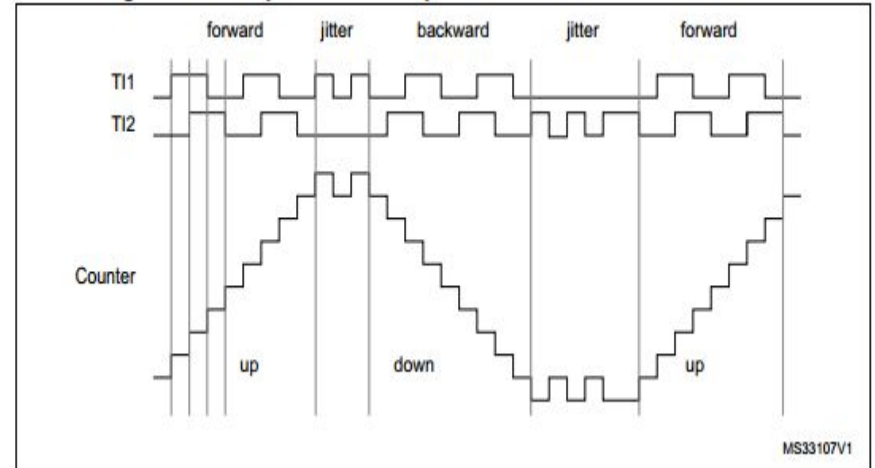 forward jitter backward jitter forward
TI1
TI2
Counter
up down up
MS33107V1